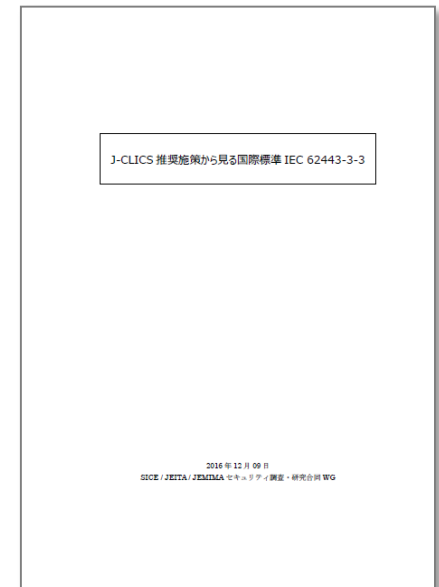 J-CLICS 推奨施策から見る国際標準 IEC 62443-3-3
2016 年 12 月 09 日
SICE / JEITA / JEMIMA セキュリティ調査・研究合同 WG